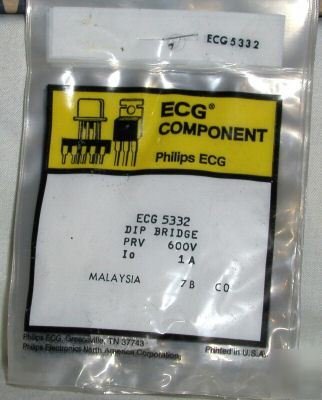 ECG 5332
ECG®
COMPONENT
Philips ECG
ECG 5332
DIP BRIDGE
PRV 600V
Io 1A
MALAYSIA 7B CO
Philips ECG, Greeneville, TN 37743
Philips Electronics North America Corporation
Printed in U.S.A.